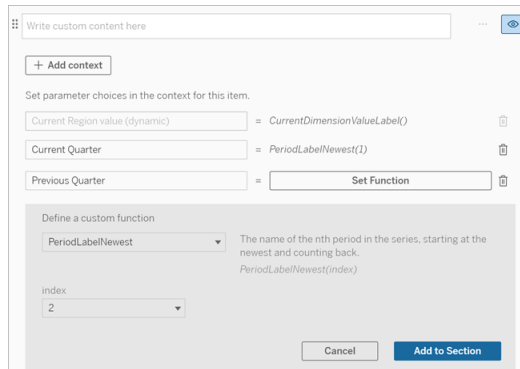 Write custom content here
+ Add context
Set parameter choices in the context for this item.
Current Region value (dynamic) = CurrentDimensionValueLabel()
Current Quarter = PeriodLabelNewest(1)
Previous Quarter = Set Function
Define a custom function
PeriodLabelNewest
The name of the nth period in the series, starting at the
newest and counting back.
PeriodLabelNewest(index)
index
2
Cancel Add to Section